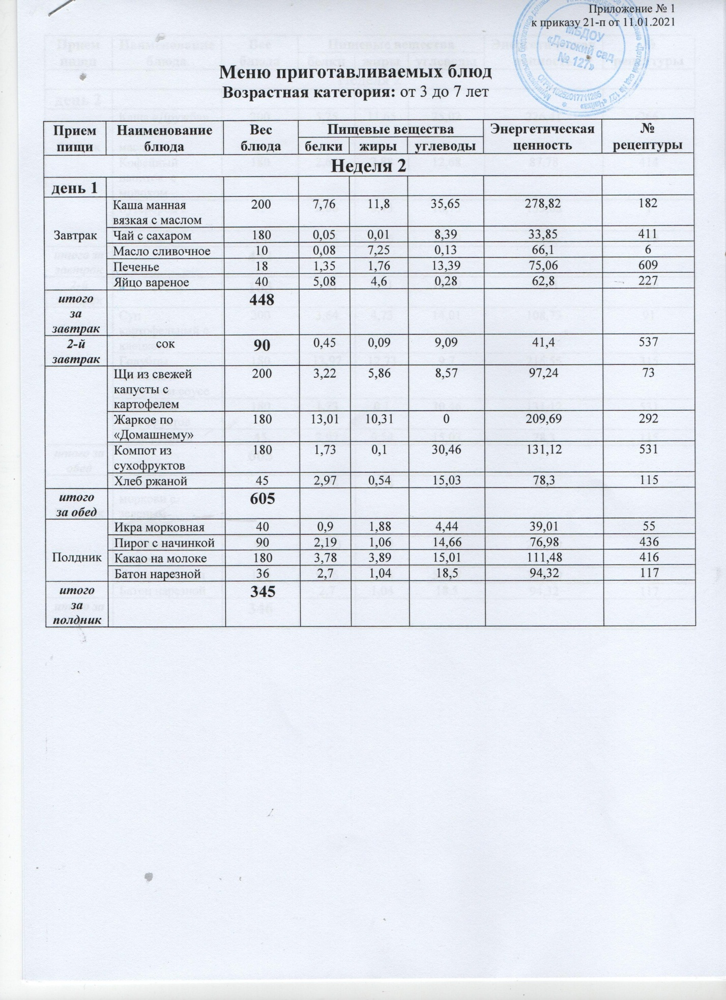 Приложение № 1
к приказу 21-п от 11.01.2021
МБДОУ
«Детский сад
№ 127»
Меню приготавливаемых блюд
Возрастная категория: от 3 до 7 лет
Прием пищи Наименование блюда Вес блюда Пищевые вещества Энергетическая ценность № рецептуры
белки жиры углеводы
Неделя 2
день 1
Завтрак
Каша манная вязкая с маслом 200 7,76 11,8 35,65 278,82 182
Чай с сахаром 180 0,05 0,01 8,39 33,85 411
Масло сливочное 10 0,08 7,25 0,13 66,1 6
Печенье 18 1,35 1,76 13,39 75,06 609
Яйцо вареное 40 5,08 4,6 0,28 62,8 227
итого за завтрак 448
2-й завтрак сок 90 0,45 0,09 9,09 41,4 537
Щи из свежей капусты с картофелем 200 3,22 5,86 8,57 97,24 73
Жаркое по «Домашнему» 180 13,01 10,31 0 209,69 292
Компот из сухофруктов 180 1,73 0,1 30,46 131,12 531
Хлеб ржаной 45 2,97 0,54 15,03 78,3 115
итого за обед 605
Полдник
Икра морковная 40 0,9 1,88 4,44 39,01 55
Пирог с начинкой 90 2,19 1,06 14,66 76,98 436
Какао на молоке 180 3,78 3,89 15,01 111,48 416
Батон нарезной 36 2,7 1,04 18,5 94,32 117
итого за полдник 345